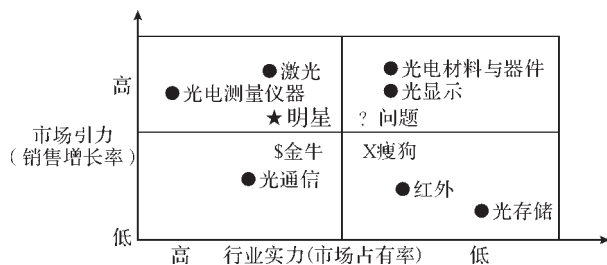 激光
光电材料与器件
高
光电测量仪器
光显示
★明星
? 问题
市场引力
(销售增长率)
$金牛
X瘦狗
光通信
红外
光存储
低
高 行业实力(市场占有率) 低